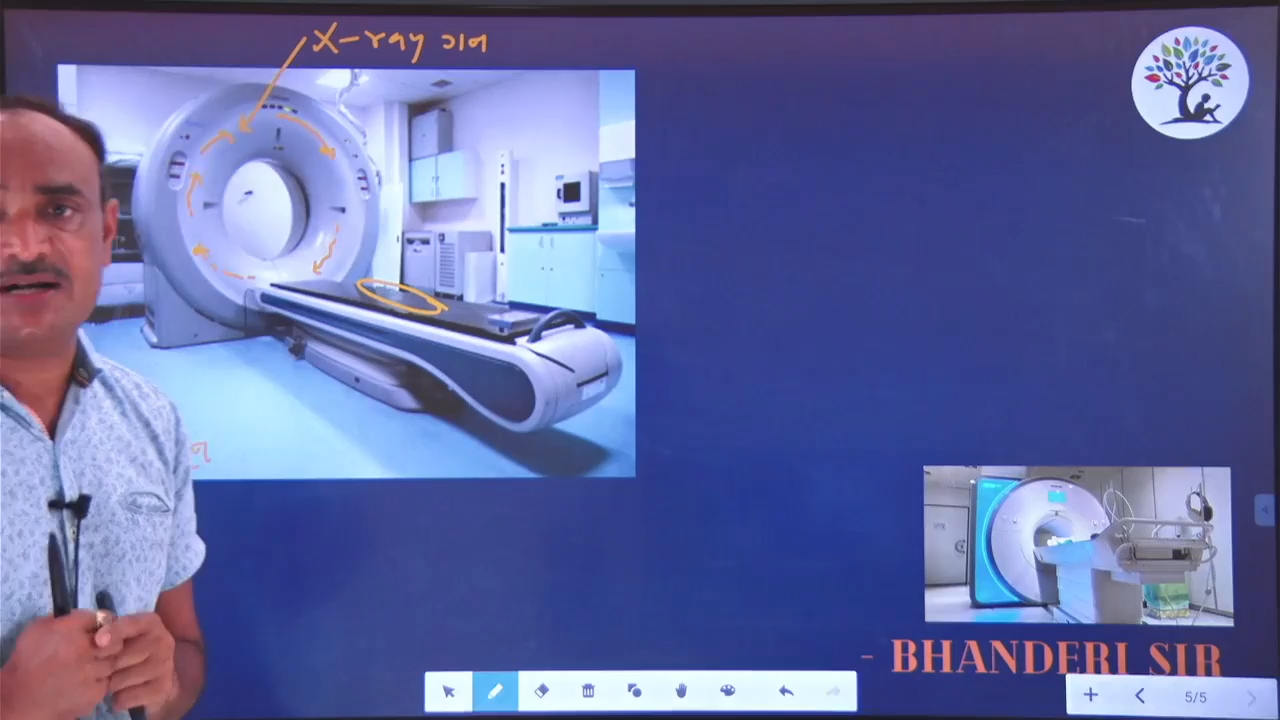 X-ray ગન
- BHANDERI SIR
5/5